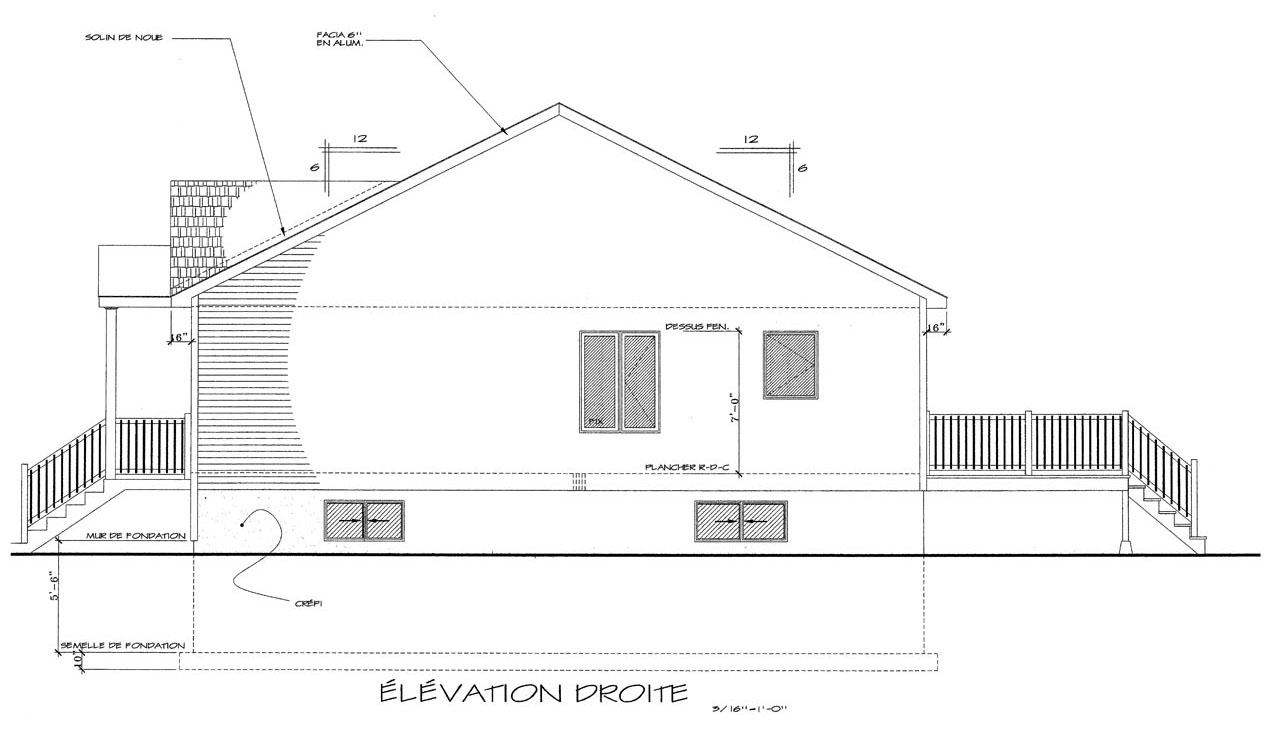 SOLIN DE NOUE
FACIA 6"
EN ALUM.
12
6
12
6
16"
DESSUS FEN.
16"
7'-0"
FIX
PLANCHER R-D-C
MUR DE FONDATION
5'-6"
CRÉPI
SEMELLE DE FONDATION
10"
ÉLÉVATION DROITE
3/16"-1'-0"